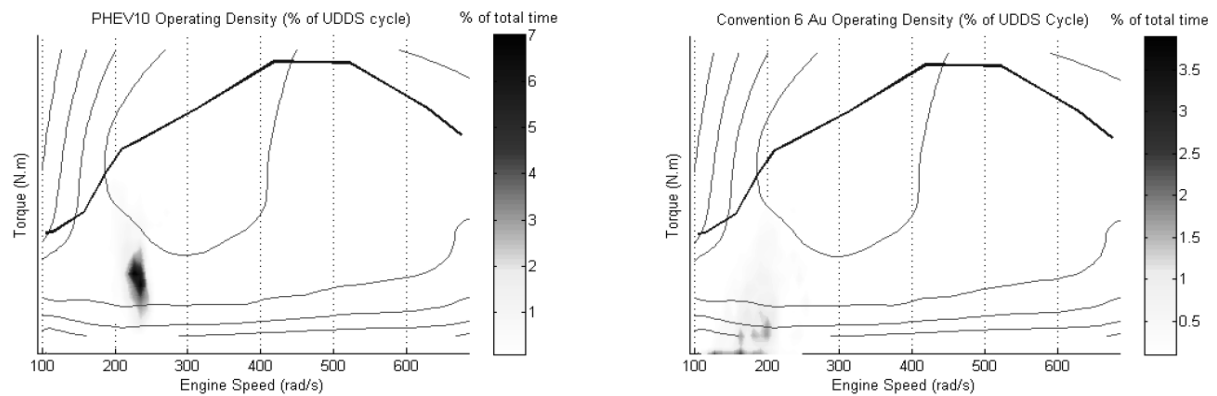 PHEV10 Operating Density (% of UDDS cycle)
% of total time
7
6
5
4
3
2
1
Torque (N.m)
100 200 300 400 500 600
Engine Speed (rad/s)
Convention 6 Au Operating Density (% of UDDS Cycle)
% of total time
3.5
3
2.5
2
1.5
1
0.5
Torque (N.m)
100 200 300 400 500 600
Engine Speed (rad/s)